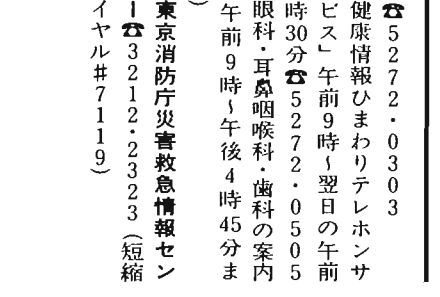 ☎5272・0303
健康情報ひまわりテレホンサ
ビス」午前9時〜翌日の午前
時30分☎5272・0505
眼科・耳鼻咽喉科・歯科の案内
午前9時〜午後4時45分ま
)
東京消防庁災害救急情報セン
ー☎3212・2323(短縮
イヤル#7119)